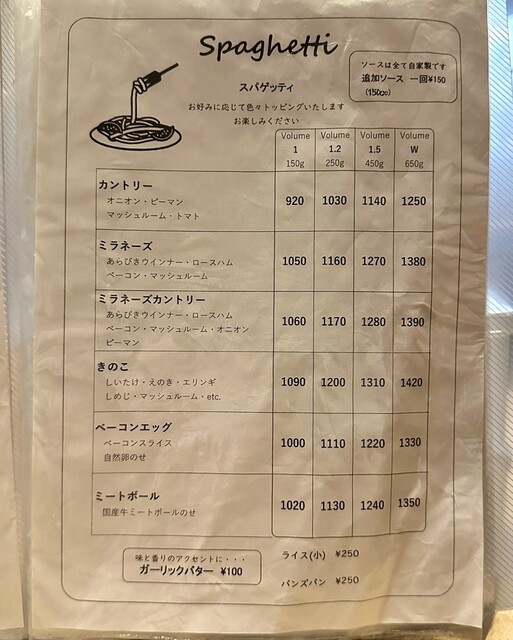 Spaghetti
スパゲッティ
お好みに応じて色々トッピングいたします
お楽しみください
ソースは全て自家製です
追加ソース 一回¥150
(150cc)
Volume Volume Volume Volume
1 1.2 1.5 W
150g 250g 450g 650g
カントリー
オニオン・ピーマン
マッシュルーム・トマト
920 1030 1140 1250
ミラネーズ
あらびきウインナー・ロースハム
ベーコン・マッシュルーム
1050 1160 1270 1380
ミラネーズカントリー
あらびきウインナー・ロースハム
ベーコン・マッシュルーム・オニオン
ピーマン
1060 1170 1280 1390
きのこ
しいたけ・えのき・エリンギ
しめじ・マッシュルーム・etc.
1090 1200 1310 1420
ベーコンエッグ
ベーコンスライス
自然卵のせ
1000 1110 1220 1330
ミートボール
国産牛ミートボールのせ
1020 1130 1240 1350
味と香りのアクセントに・・・
ガーリックバター ¥100
ライス(小) ¥250
バンズパン ¥250